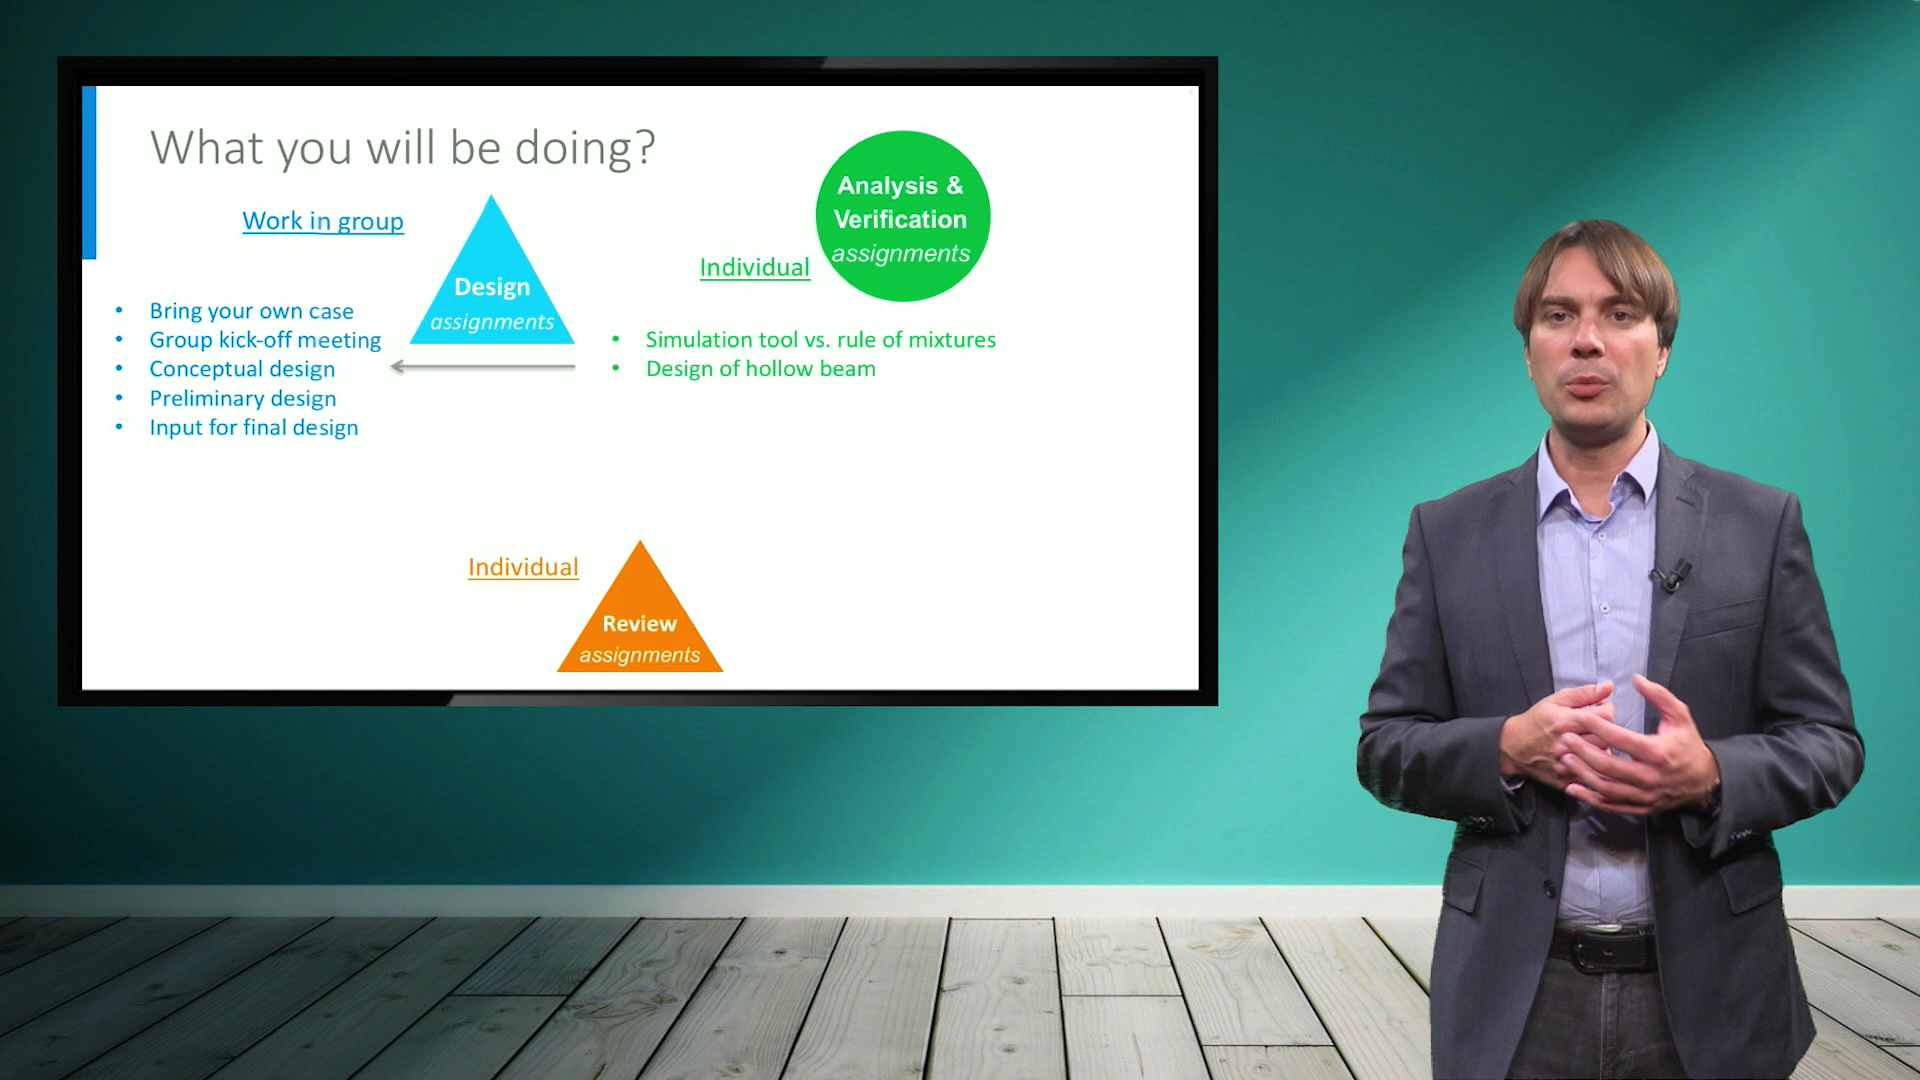 What you will be doing?
Work in group
Design
assignments
Bring your own case
Group kick-off meeting
Conceptual design
Preliminary design
Input for final design
Analysis &
Verification
assignments
Individual
Simulation tool vs. rule of mixtures
Design of hollow beam
Individual
Review
assignments